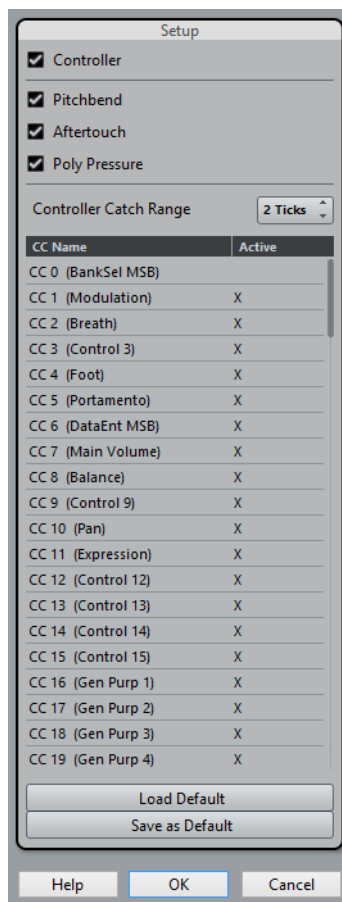 Setup
Controller
Pitchbend
Aftertouch
Poly Pressure
Controller Catch Range 2 Ticks
CC Name Active
CC 0 (BankSel MSB)
CC 1 (Modulation) X
CC 2 (Breath) X
CC 3 (Control 3) X
CC 4 (Foot) X
CC 5 (Portamento) X
CC 6 (DataEnt MSB) X
CC 7 (Main Volume) X
CC 8 (Balance) X
CC 9 (Control 9) X
CC 10 (Pan) X
CC 11 (Expression) X
CC 12 (Control 12) X
CC 13 (Control 13) X
CC 14 (Control 14) X
CC 15 (Control 15) X
CC 16 (Gen Purp 1) X
CC 17 (Gen Purp 2) X
CC 18 (Gen Purp 3) X
CC 19 (Gen Purp 4) X
Load Default
Save as Default
Help OK Cancel